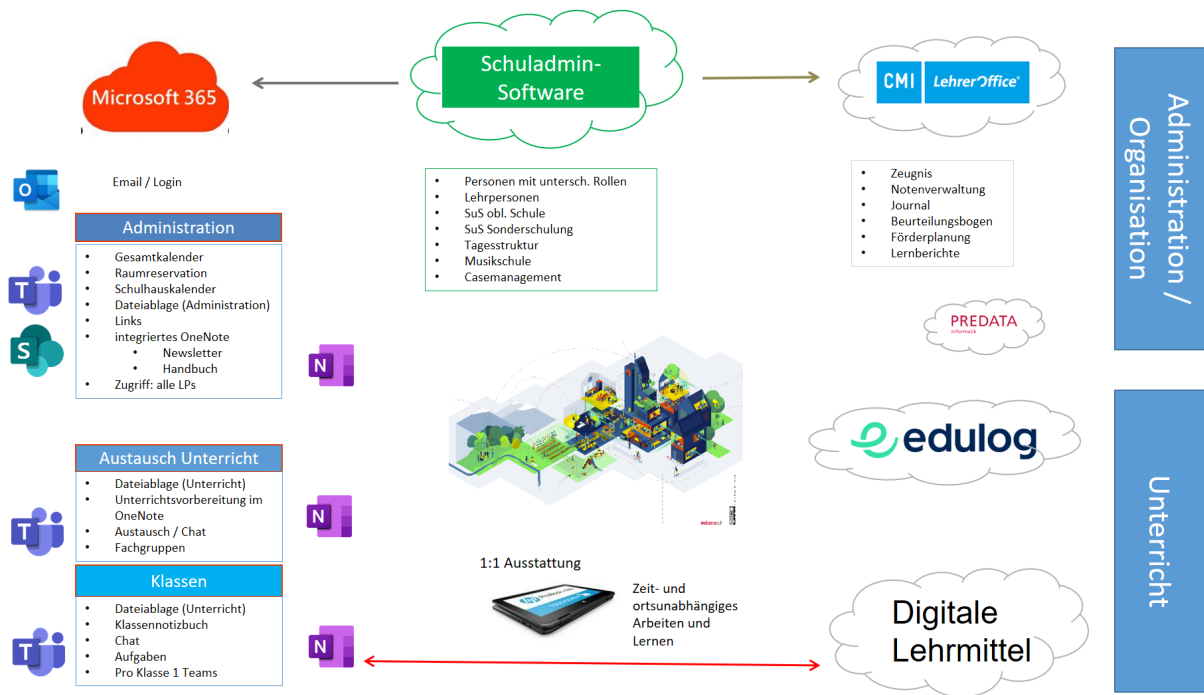 Microsoft 365
Schuladmin-
Software
CMI LehrerOffice®
Administration /
Organisation
O
Email / Login
Administration
• Gesamtkalender
• Raumreservation
• Schulhauskalender
• Dateiablage (Administration)
• Links
• integriertes OneNote
• Newsletter
• Handbuch
• Zugriff: alle LPs
T
S
N
• Personen mit untersch. Rollen
• Lehrpersonen
• SuS obl. Schule
• SuS Sonderschulung
• Tagesstruktur
• Musikschule
• Casemanagement
• Zeugnis
• Notenverwaltung
• Journal
• Beurteilungsbogen
• Förderplanung
• Lernberichte
PREDATA
Informatik
edulog
educa.ch
Austausch Unterricht
• Dateiablage (Unterricht)
• Unterrichtsvorbereitung im
OneNote
• Austausch / Chat
• Fachgruppen
T
N
Klassen
• Dateiablage (Unterricht)
• Klassennotizbuch
• Chat
• Aufgaben
• Pro Klasse 1 Teams
T
N
1:1 Ausstattung
Zeit- und
ortsunabhängiges
Arbeiten und
Lernen
Digitale
Lehrmittel
Unterricht